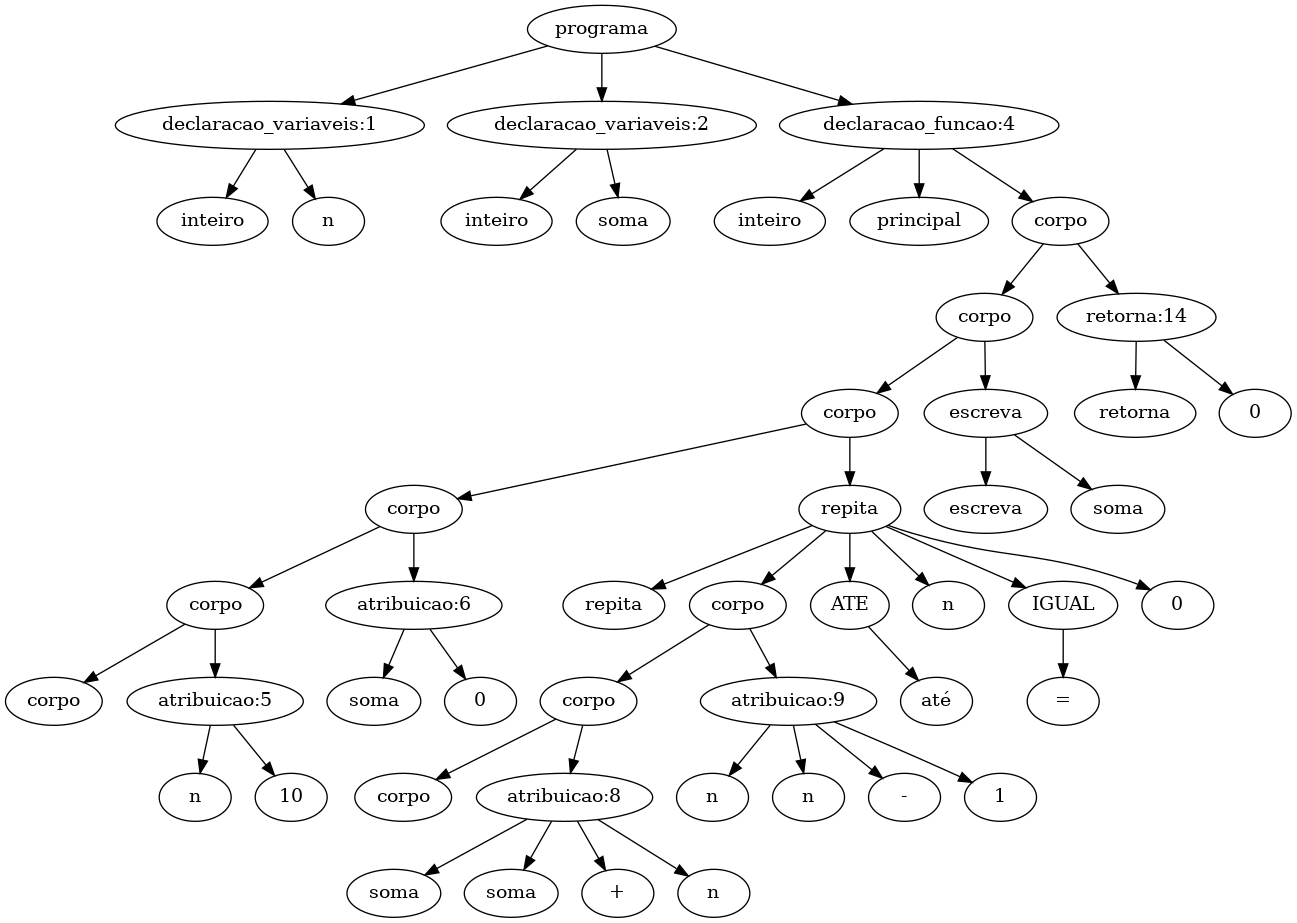 programa
declaracao_variaveis:1
declaracao_variaveis:2
declaracao_funcao:4
inteiro
n
inteiro
soma
inteiro
principal
corpo
corpo
retorna:14
corpo
escreva
retorna
0
corpo
repita
escreva
soma
corpo
atribuicao:6
repita
corpo
ATE
n
IGUAL
0
corpo
atribuicao:5
soma
0
corpo
atribuicao:9
até
=
n
10
corpo
atribuicao:8
n
n
-
1
soma
soma
+
n